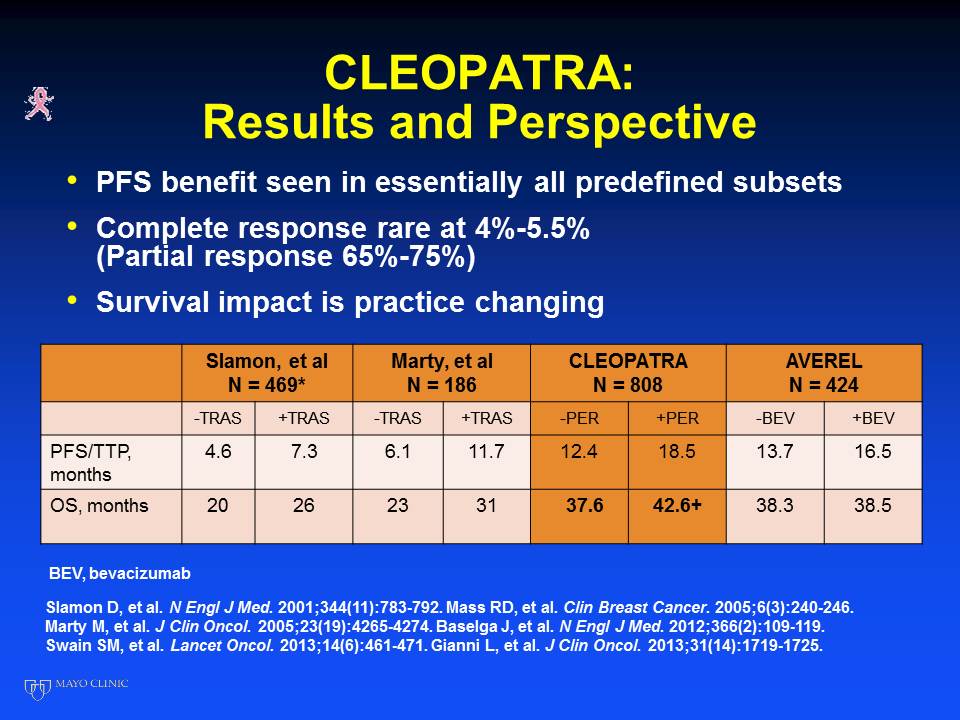 CLEOPATRA:
Results and Perspective
• PFS benefit seen in essentially all predefined subsets
• Complete response rare at 4%-5.5%
(Partial response 65%-75%)
• Survival impact is practice changing
Slamon, et al Marty, et al CLEOPATRA AVEREL
N = 469* N = 186 N = 808 N = 424
-TRAS +TRAS -TRAS +TRAS -PER +PER -BEV +BEV
PFS/TTP, 4.6 7.3 6.1 11.7 12.4 18.5 13.7 16.5
months
OS, months 20 26 23 31 37.6 42.6+ 38.3 38.5
BEV, bevacizumab
Slamon D, et al. N Engl J Med. 2001;344(11):783-792. Mass RD, et al. Clin Breast Cancer. 2005;6(3):240-246.
Marty M, et al. J Clin Oncol. 2005;23(19):4265-4274. Baselga J, et al. N Engl J Med. 2012;366(2):109-119.
Swain SM, et al. Lancet Oncol. 2013;14(6):461-471. Gianni L, et al. J Clin Oncol. 2013;31(14):1719-1725.
MAYO CLINIC